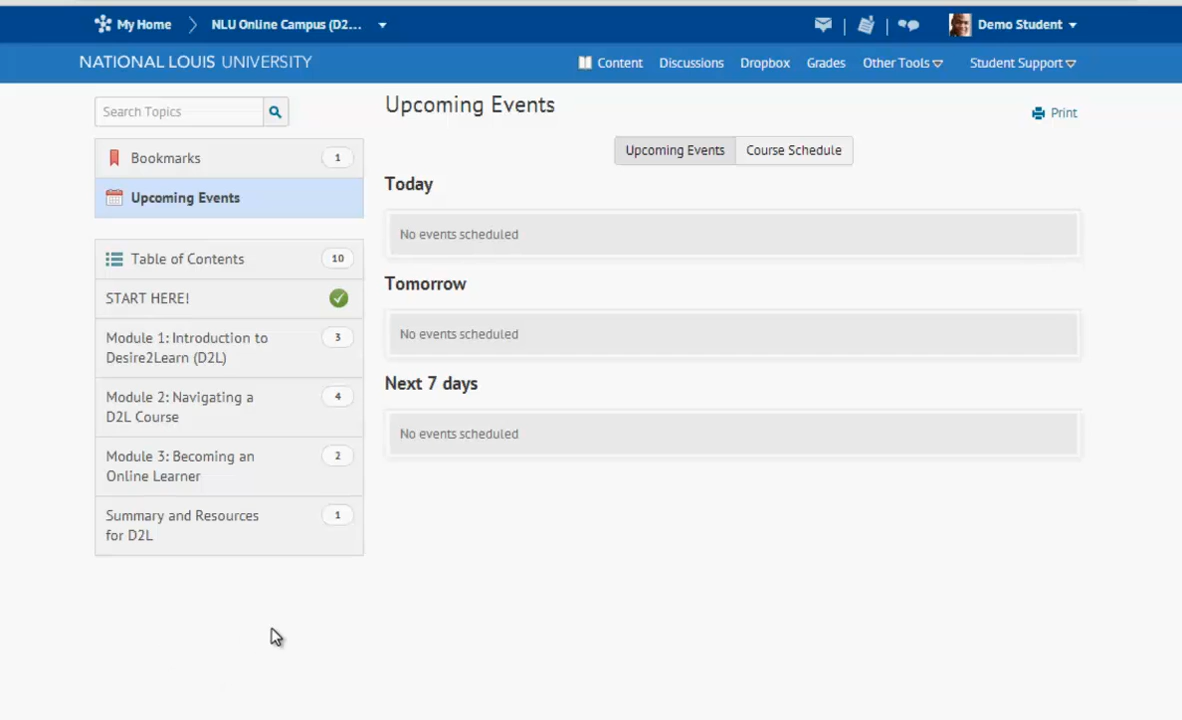 My Home
NLU Online Campus (D2...
Demo Student
NATIONAL LOUIS UNIVERSITY
Content
Discussions
Dropbox
Grades
Other Tools
Student Support
Search Topics
Bookmarks
1
Upcoming Events
Table of Contents
10
START HERE!
Module 1: Introduction to
Desire2Learn (D2L)
3
Module 2: Navigating a
D2L Course
4
Module 3: Becoming an
Online Learner
2
Summary and Resources
for D2L
1
Upcoming Events
Print
Upcoming Events
Course Schedule
Today
No events scheduled
Tomorrow
No events scheduled
Next 7 days
No events scheduled